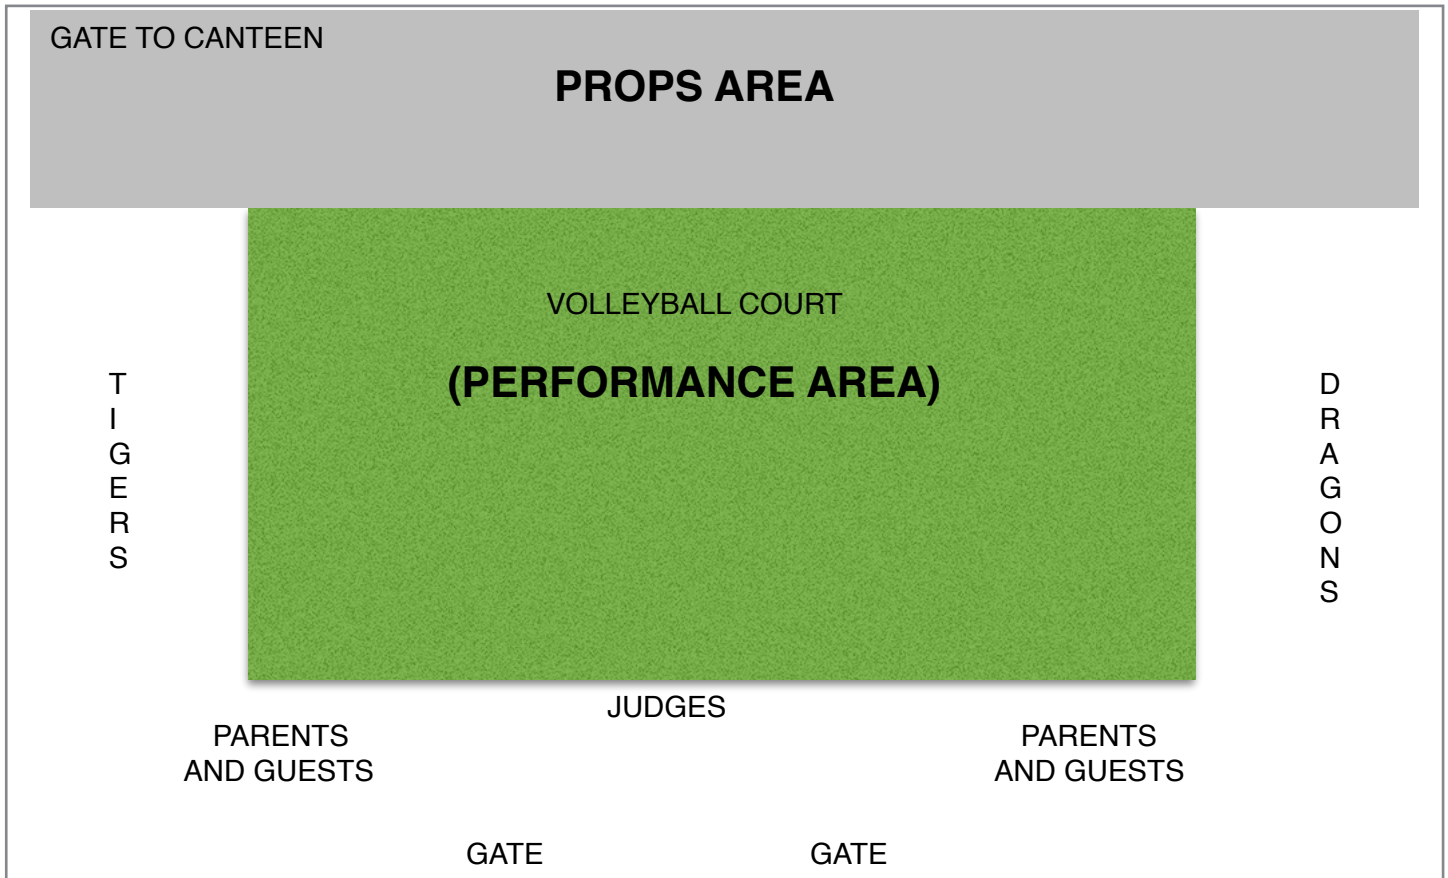 GATE TO CANTEEN
PROPS AREA
VOLLEYBALL COURT
(PERFORMANCE AREA)
T
I
G
E
R
S
D
R
A
G
O
N
S
JUDGES
PARENTS
AND GUESTS
PARENTS
AND GUESTS
GATE
GATE